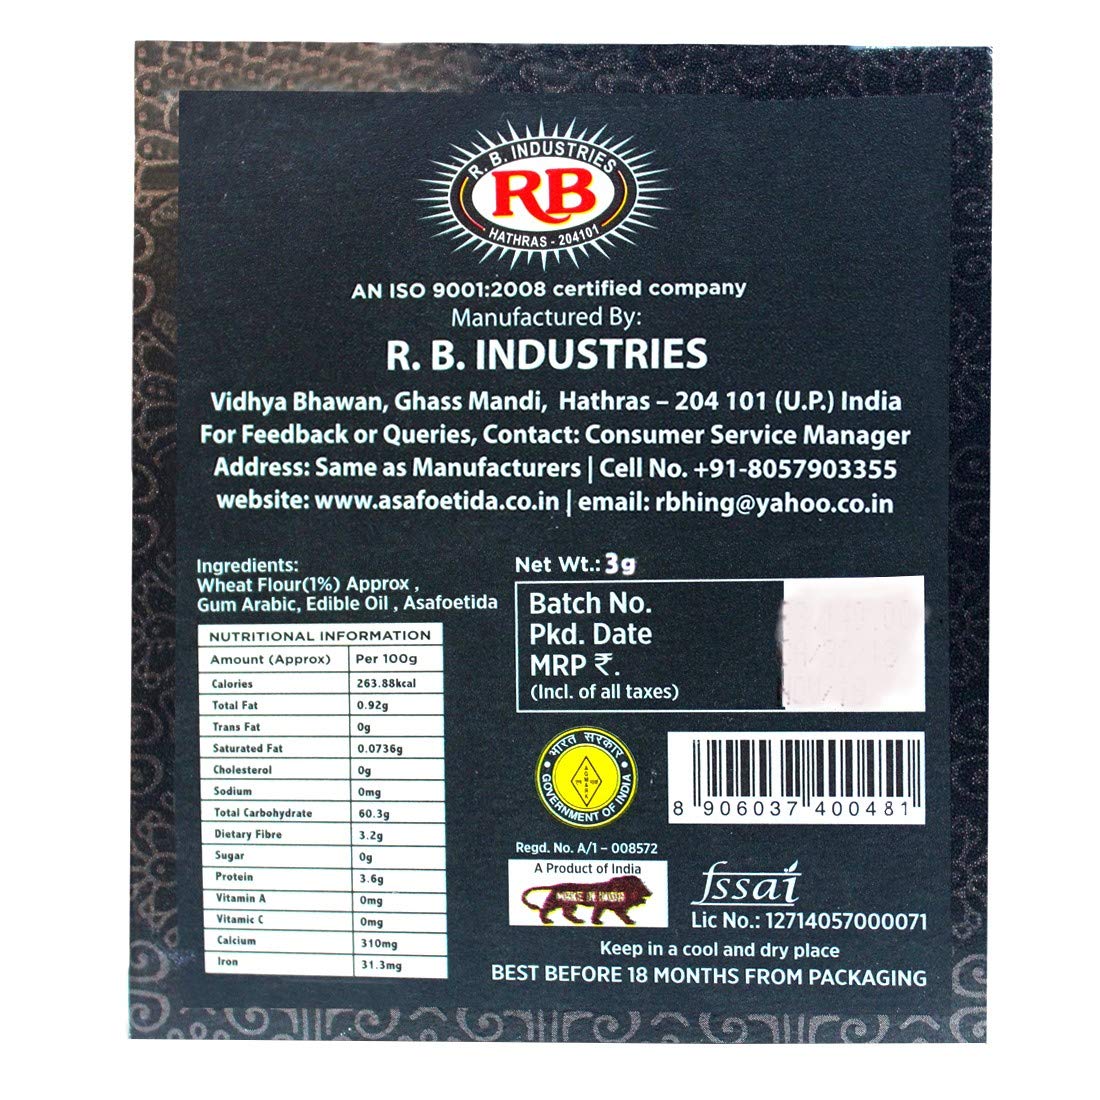 R. B. INDUSTRIES
RB
HATHRAS - 204101
AN ISO 9001:2008 certified company
Manufactured By:
R. B. INDUSTRIES
Vidhya Bhawan, Ghass Mandi, Hathras – 204 101 (U.P.) India
For Feedback or Queries, Contact: Consumer Service Manager
Address: Same as Manufacturers | Cell No. +91-8057903355
website: www.asafoetida.co.in | email: rbhing@yahoo.co.in
Ingredients:
Wheat Flour(1%) Approx ,
Gum Arabic, Edible Oil , Asafoetida
NUTRITIONAL INFORMATION
Amount (Approx) Per 100g
Calories 263.88kcal
Total Fat 0.92g
Trans Fat 0g
Saturated Fat 0.0736g
Cholesterol 0g
Sodium 0mg
Total Carbohydrate 60.3g
Dietary Fibre 3.2g
Sugar 0g
Protein 3.6g
Vitamin A 0mg
Vitamic C 0mg
Calcium 310mg
Iron 31.3mg
Net Wt.: 3g
Batch No.
Pkd. Date
MRP ₹.
(Incl. of all taxes)
भारत सरकार
AGMARK
GOVERNMENT OF INDIA
8 906037 400481
Regd. No. A/1 – 008572
A Product of India
MAKE IN INDIA
fssai
Lic No.: 12714057000071
Keep in a cool and dry place
BEST BEFORE 18 MONTHS FROM PACKAGING